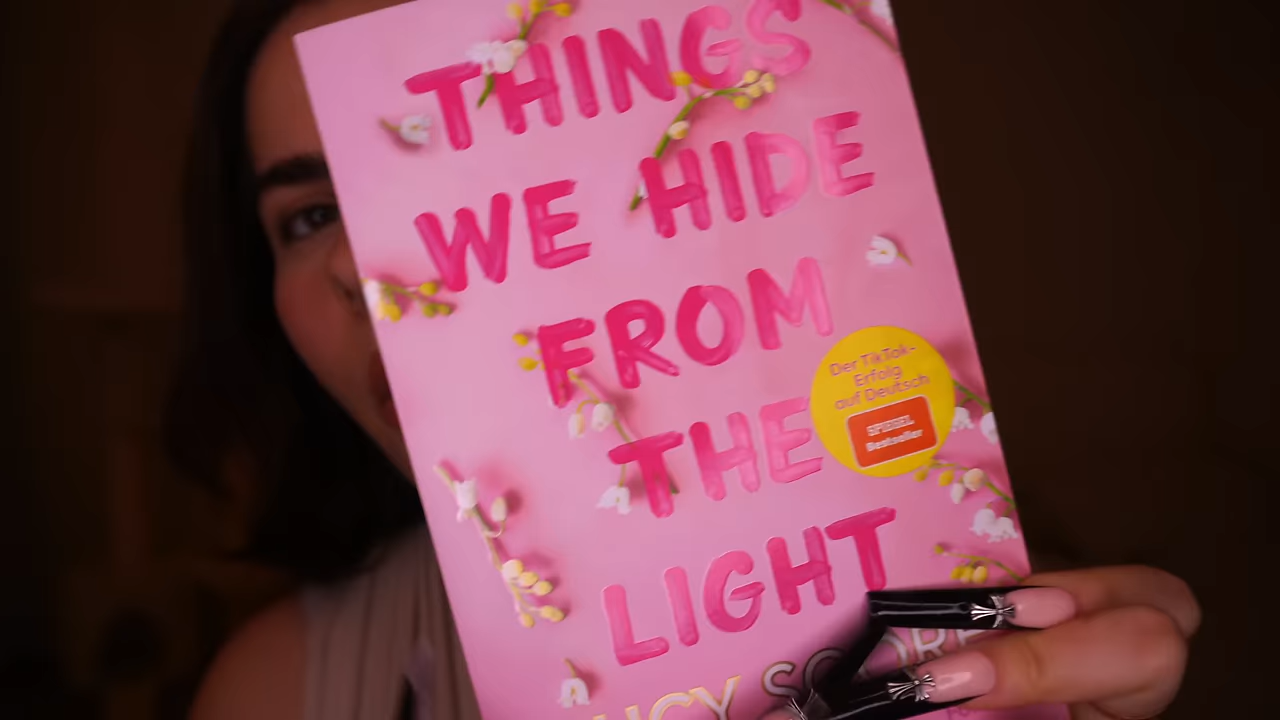 THINGS
WE HIDE
FROM
THE
LIGHT
Der TikTok-
Erfolg
auf Deutsch
SPIEGEL
Bestseller